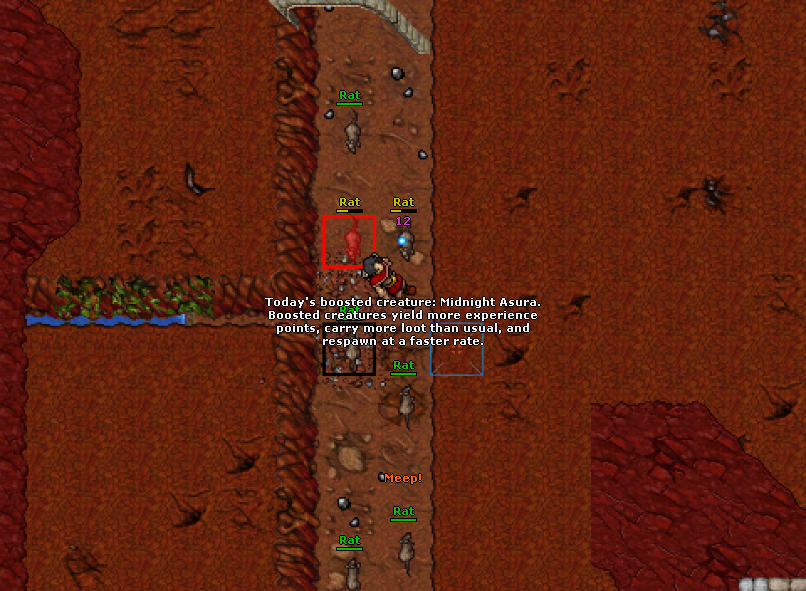 Rat
Rat
Rat
12
Today's boosted creature: Midnight Asura.
Boosted creatures yield more experience
points, carry more loot than usual, and
respawn at a faster rate.
Rat
Meep!
Rat
Rat